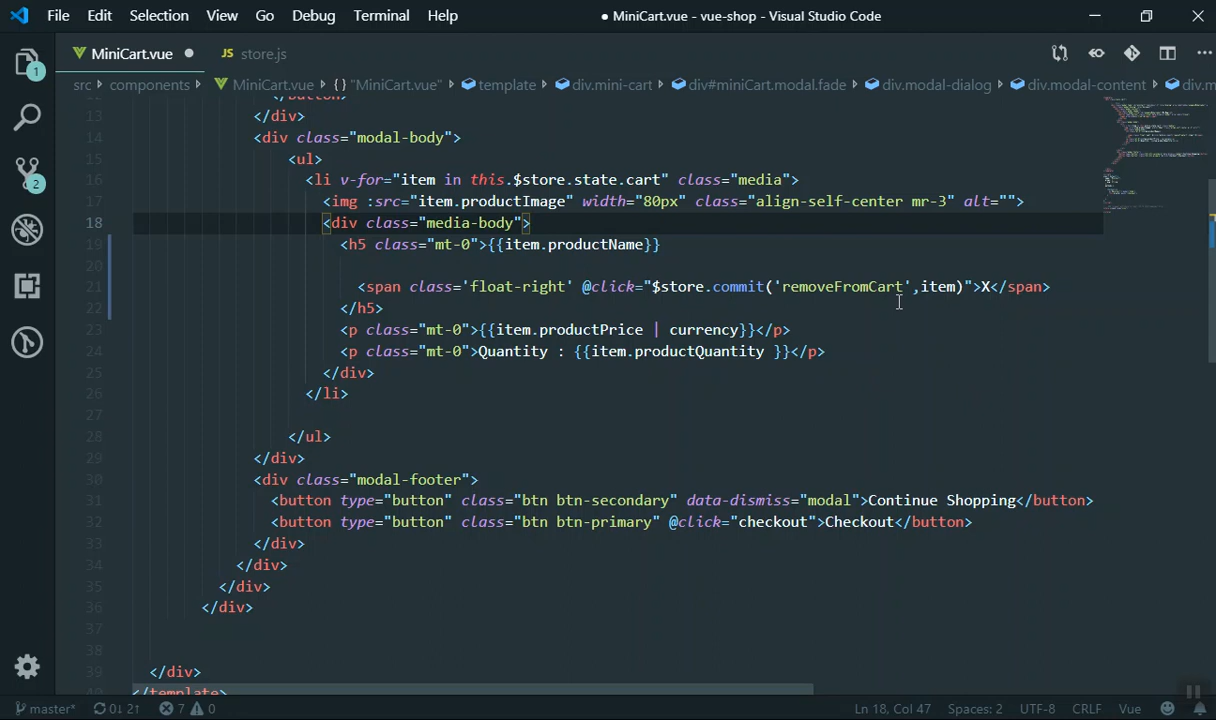 File Edit Selection View Go Debug Terminal Help ● MiniCart.vue - vue-shop - Visual Studio Code
MiniCart.vue ● JS store.js
src components MiniCart.vue {} "MiniCart.vue" template div.mini-cart div#miniCart.modal.fade div.modal-dialog div.modal-content div.m
1
2
</button>
13 </div>
14 <div class="modal-body">
15 <ul>
16 <li v-for="item in this.$store.state.cart" class="media">
17 <img :src="item.productImage" width="80px" class="align-self-center mr-3" alt="">
18 <div class="media-body">
19 <h5 class="mt-0">{{item.productName}}
20
21 <span class='float-right' @click="$store.commit('removeFromCart',item)">X</span>
22 </h5>
23 <p class="mt-0">{{item.productPrice | currency}}</p>
24 <p class="mt-0">Quantity : {{item.productQuantity }}</p>
25 </div>
26 </li>
27
28 </ul>
29 </div>
30 <div class="modal-footer">
31 <button type="button" class="btn btn-secondary" data-dismiss="modal">Continue Shopping</button>
32 <button type="button" class="btn btn-primary" @click="checkout">Checkout</button>
33 </div>
34 </div>
35 </div>
36 </div>
37
38
39 </div>
40 </template>
master* 0↓ 2↑ 7 0 Ln 18, Col 47 Spaces: 2 UTF-8 CRLF Vue